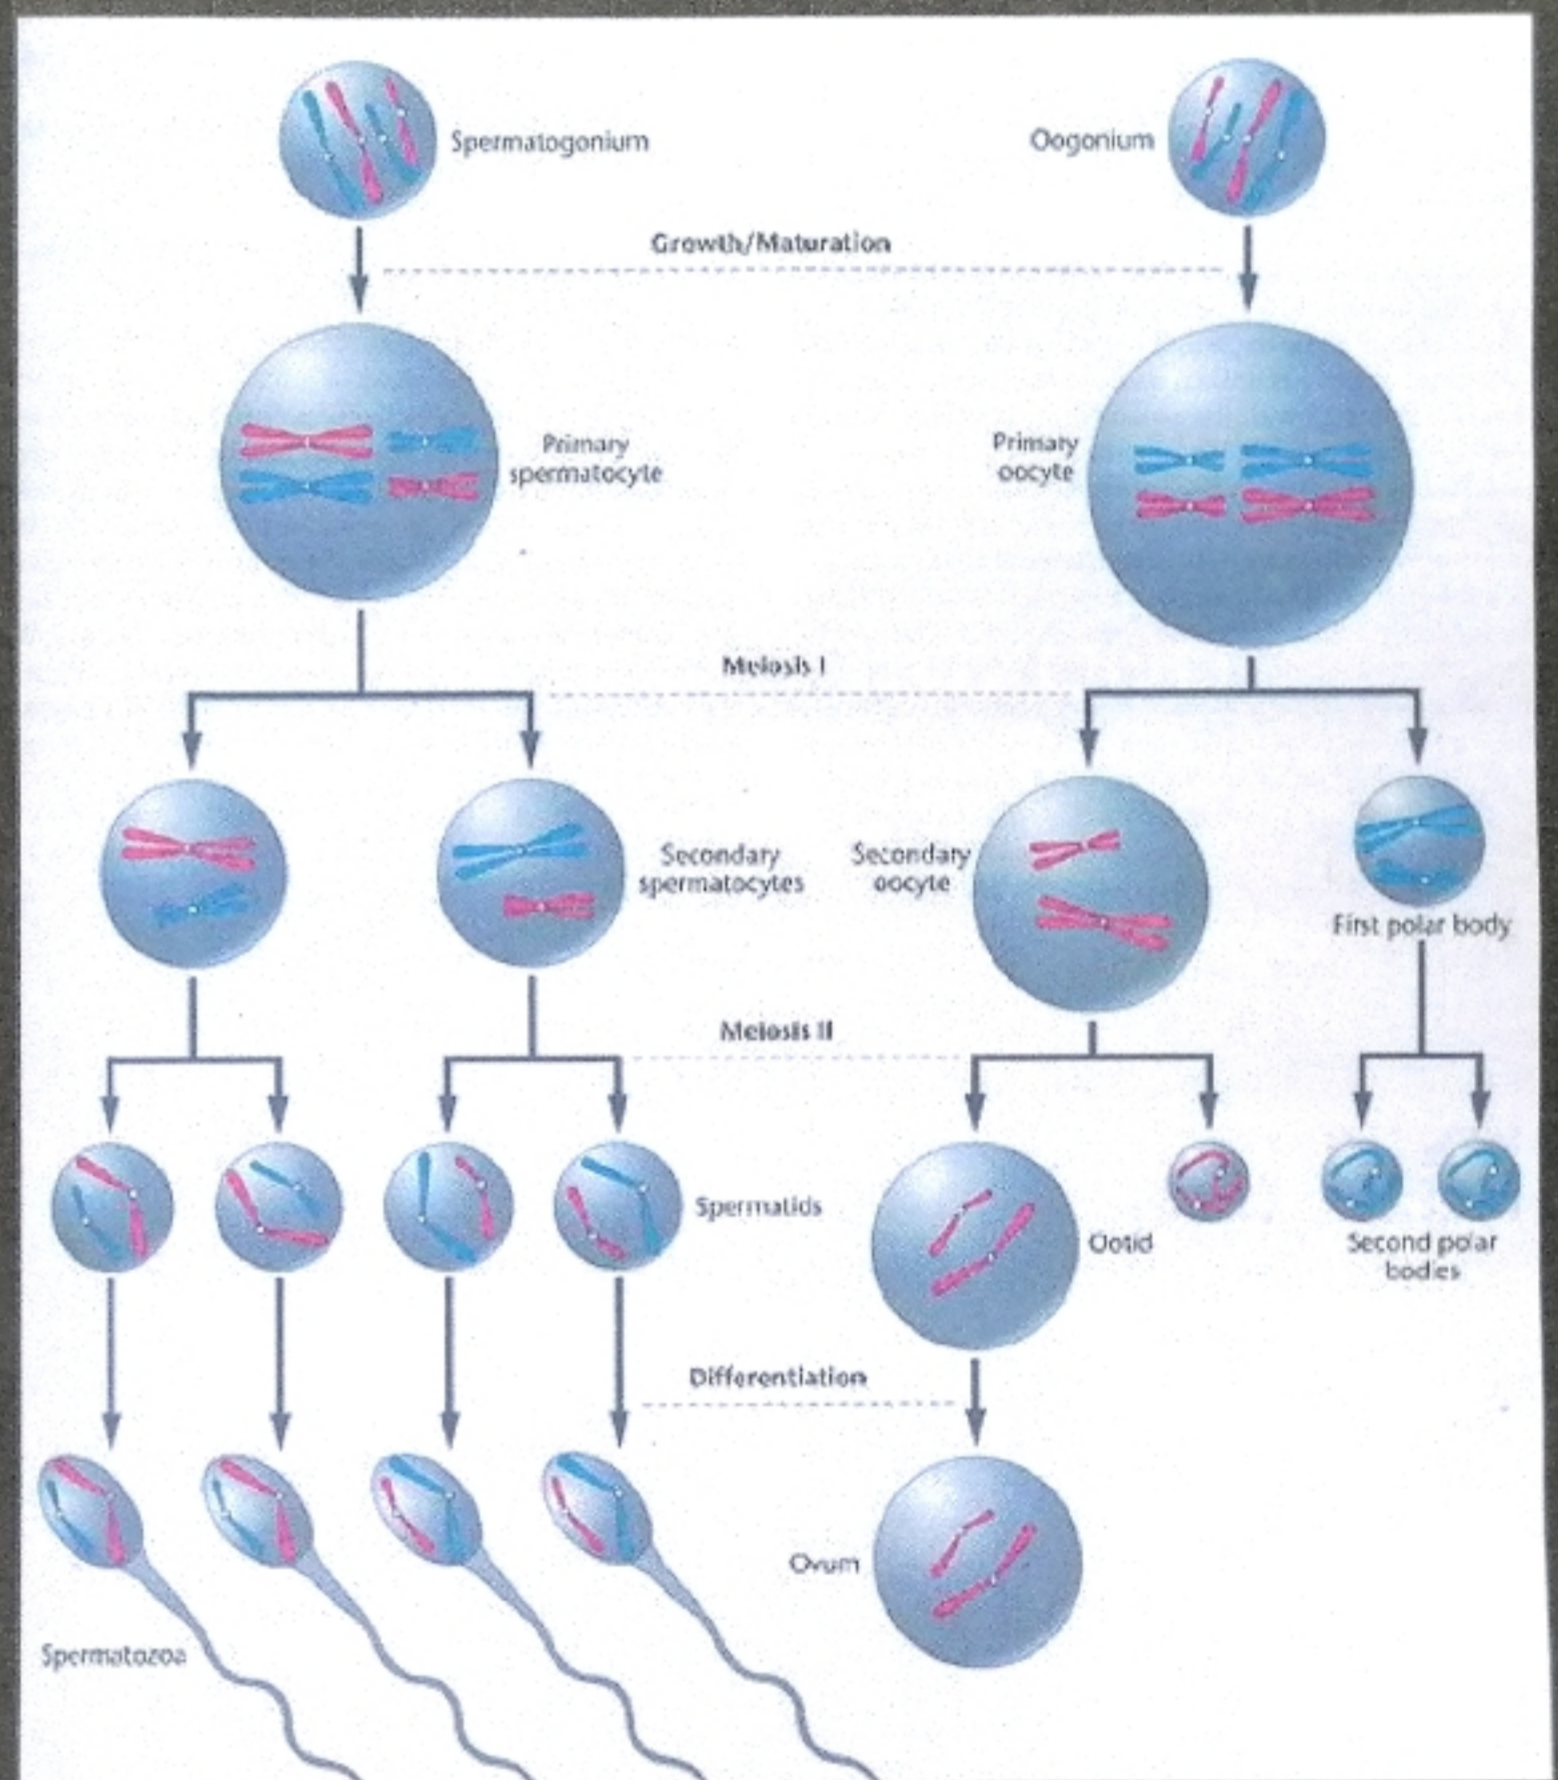 Spermatogonium
Oogonium
Growth/Maturation
Primary
spermatocyte
Primary
oocyte
Meiosis I
Secondary
spermatocytes
Secondary
oocyte
First polar body
Meiosis II
Spermatids
Ootid
Second polar
bodies
Differentiation
Ovum
Spermatozoa